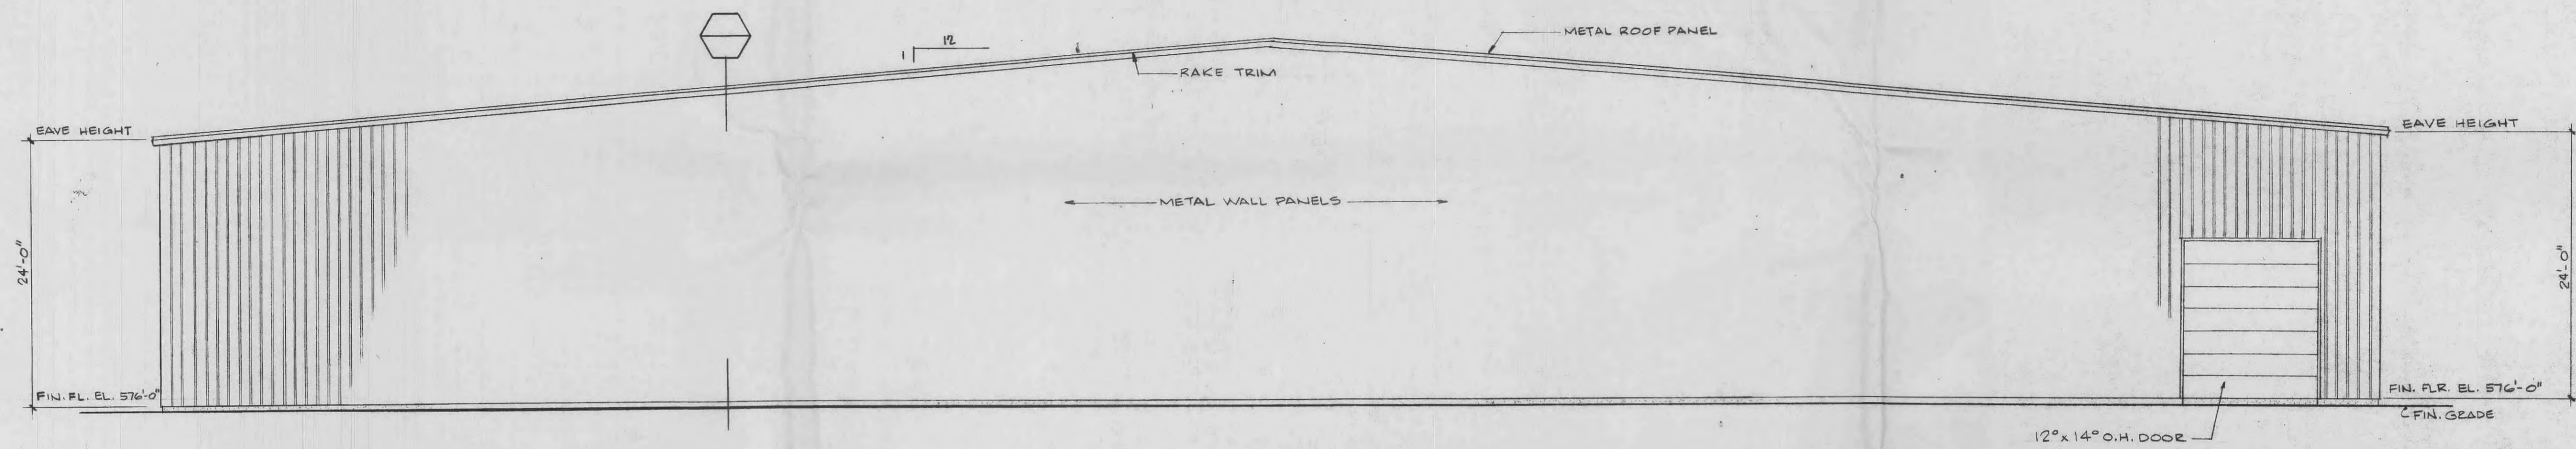 12
1
METAL ROOF PANEL
RAKE TRIM
EAVE HEIGHT
EAVE HEIGHT
METAL WALL PANELS
24'-0"
24'-0"
FIN. FL. EL. 576'-0"
FIN. FLR. EL. 576'-0"
FIN. GRADE
12° x 14° O.H. DOOR